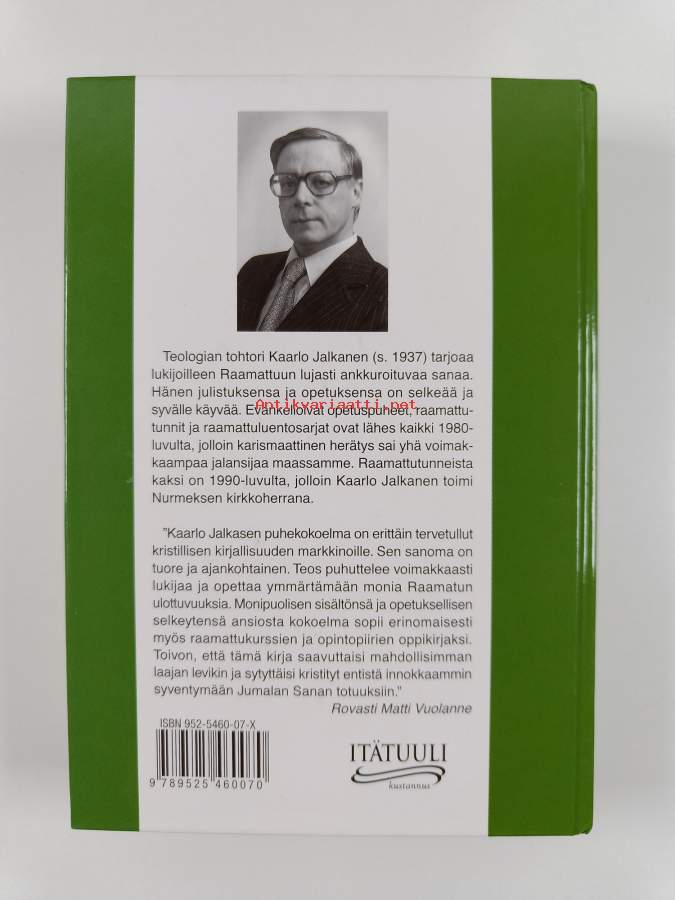 Teologian tohtori Kaarlo Jalkanen (s. 1937) tarjoaa
lukijoilleen Raamattuun lujasti ankkuroituvaa sanaa.
Hänen julistuksensa ja opetuksensa on selkeää ja
syvälle käyvää. Evankelioivat opetuspuheet, raamattu-
tunnit ja raamattuluentosarjat ovat lähes kaikki 1980-
luvulta, jolloin karismaattinen herätys sai yhä voimak-
kaampaa jalansijaa maassamme. Raamattutunneista
kaksi on 1990-luvulta, jolloin Kaarlo Jalkanen toimi
Nurmeksen kirkkoherrana.
Antikvariaatti.net
"Kaarlo Jalkasen puhekokoelma on erittäin tervetullut
kristillisen kirjallisuuden markkinoille. Sen sanoma on
tuore ja ajankohtainen. Teos puhuttelee voimakkaasti
lukijaa ja opettaa ymmärtämään monia Raamatun
ulottuvuuksia. Monipuolisen sisältönsä ja opetuksellisen
selkeytensä ansiosta kokoelma sopii erinomaisesti
myös raamattukurssien ja opintopiirien oppikirjaksi.
Toivon, että tämä kirja saavuttaisi mahdollisimman
laajan levikin ja sytyttäisi kristityt entistä innokkaammin
syventymään Jumalan Sanan totuuksiin."
Rovasti Matti Vuolanne
ISBN 952-5460-07-X
9 789525 460070
ITÄTUULI
kustannus